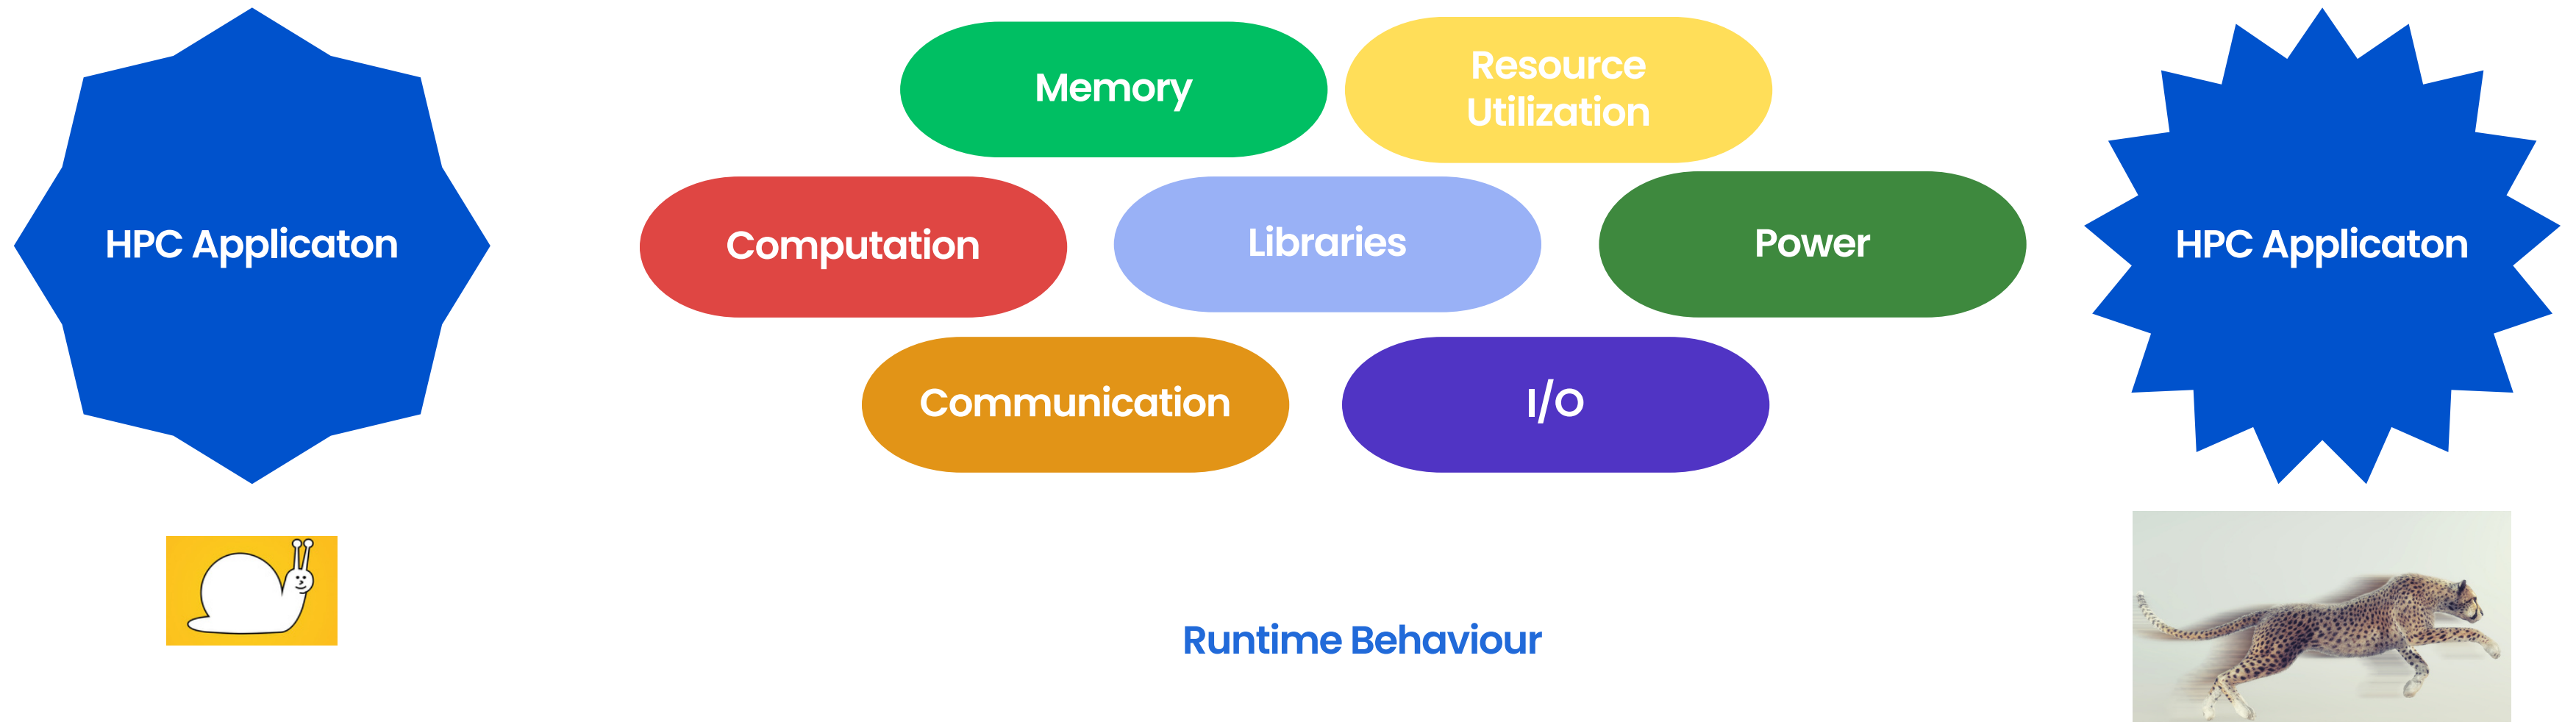 HPC Applicaton
Memory
Resource
Utilization
Computation
Libraries
Power
Communication
I/O
HPC Applicaton
Runtime Behaviour